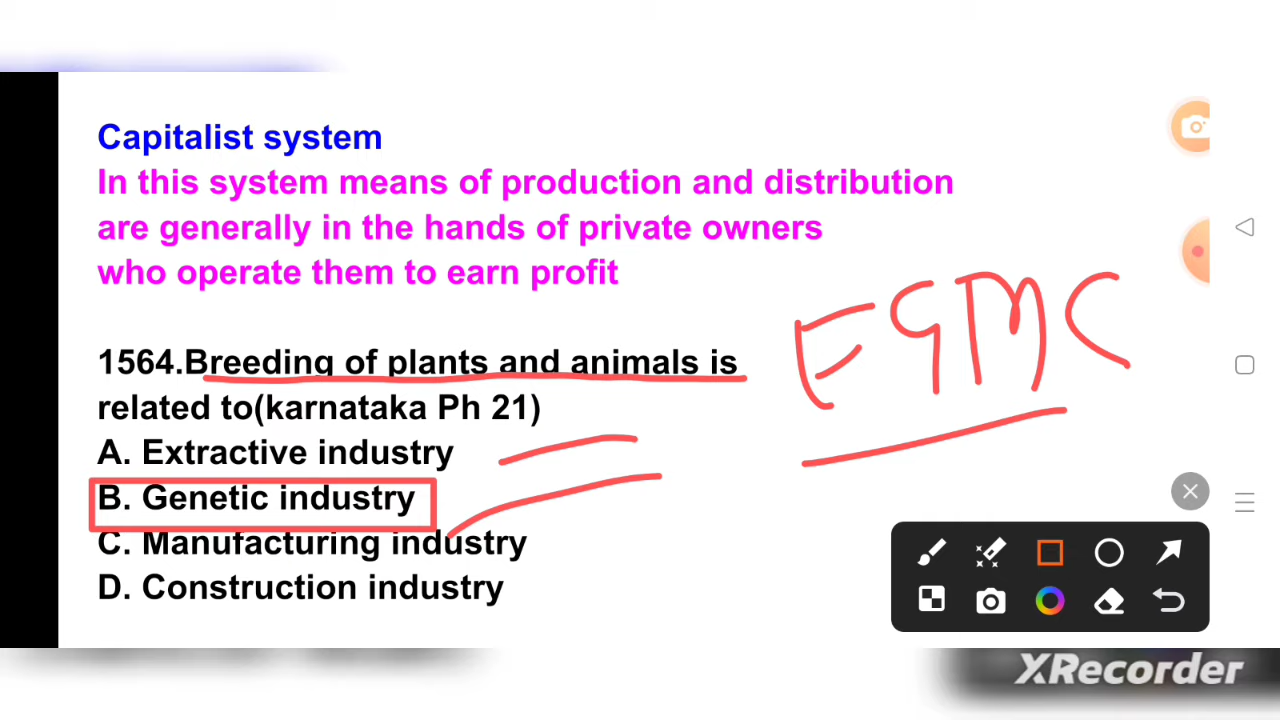 Capitalist system
In this system means of production and distribution
are generally in the hands of private owners
who operate them to earn profit
EGMC
1564.Breeding of plants and animals is
related to(karnataka Ph 21)
A. Extractive industry
B. Genetic industry
C. Manufacturing industry
D. Construction industry
XRecorder